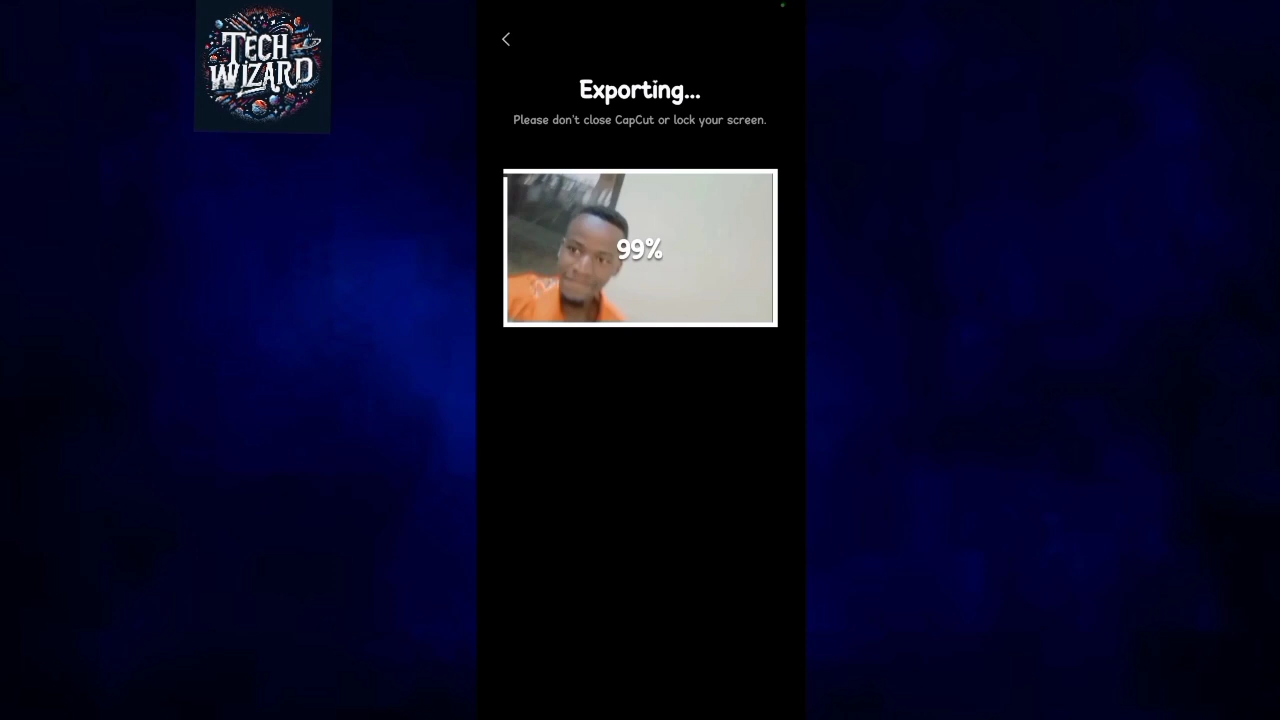 TECH
WIZARD
Exporting...
Please don't close CapCut or lock your screen.
99%